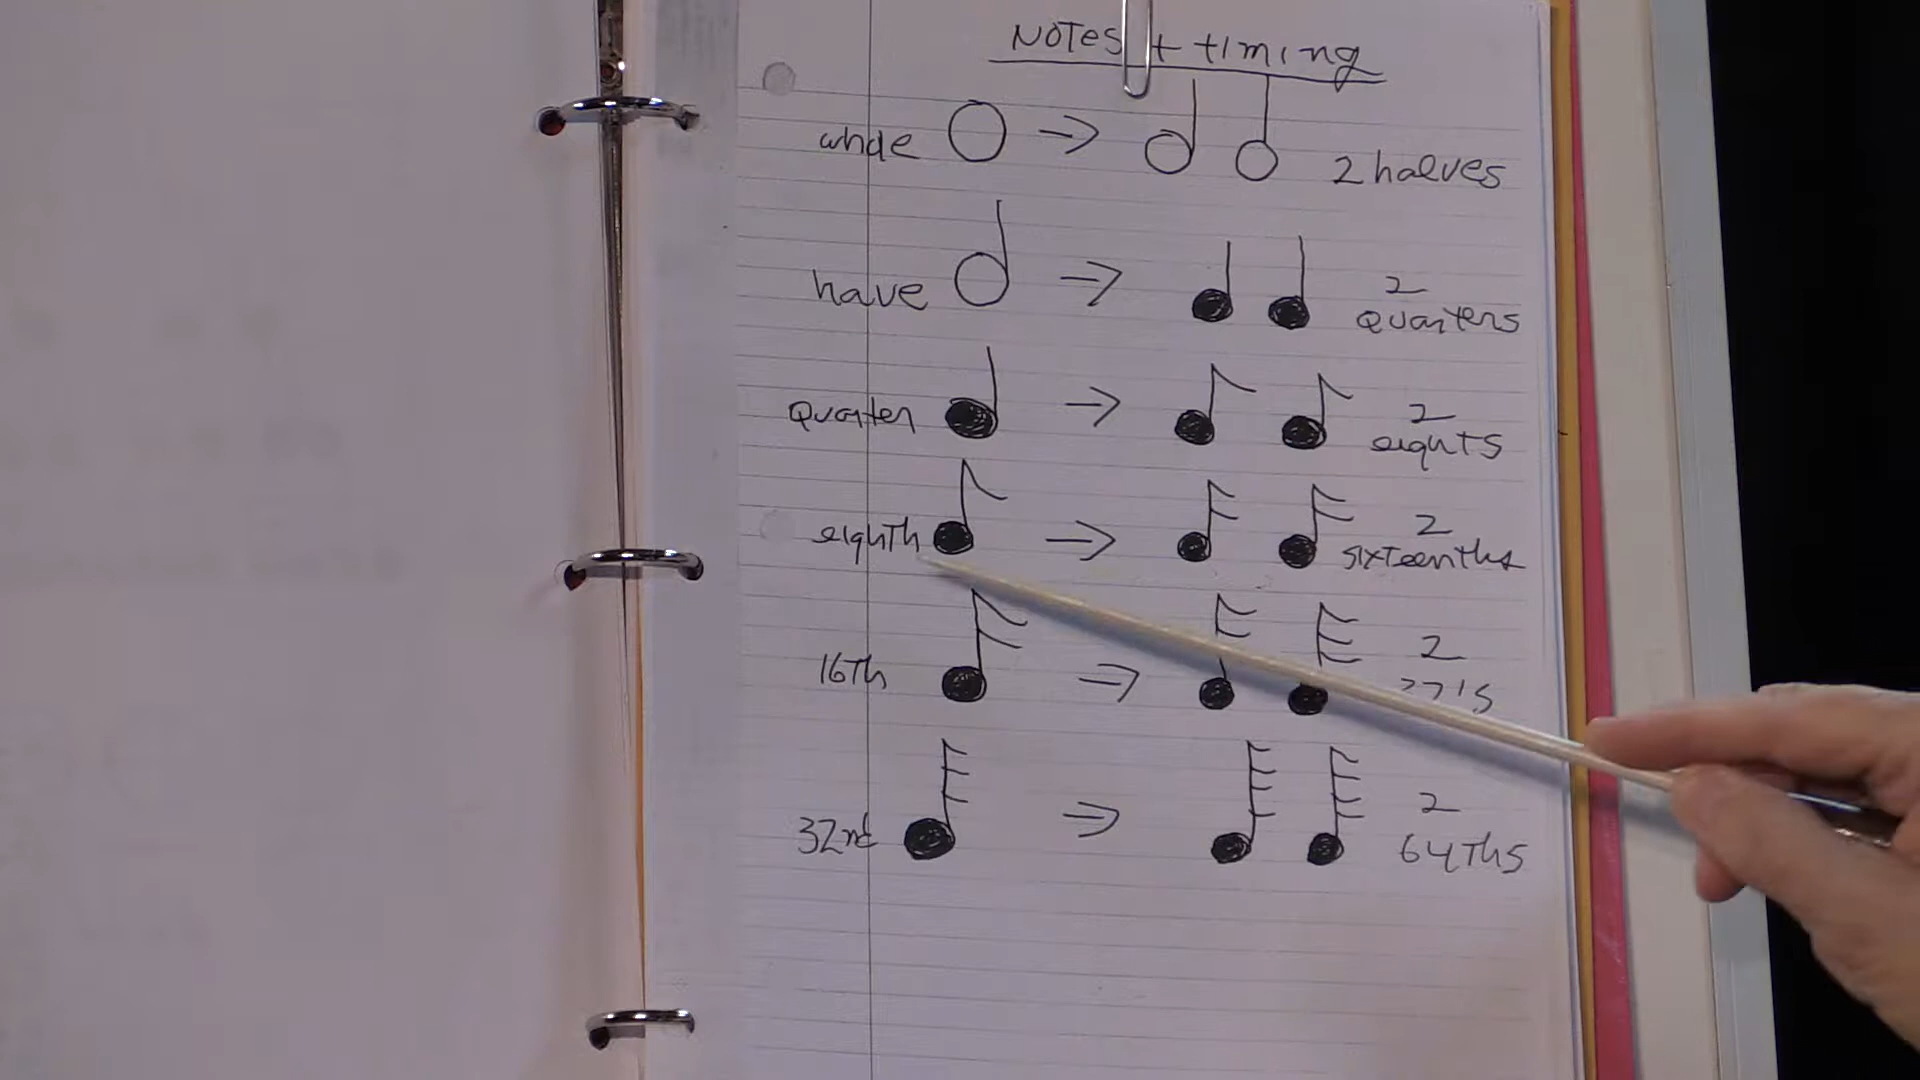 NOTES + timing
whole 2 halves
have 2
quarters
Quarter 2
eights
eighth 2
sixteenths
16Th 2
32nd 2
64Ths